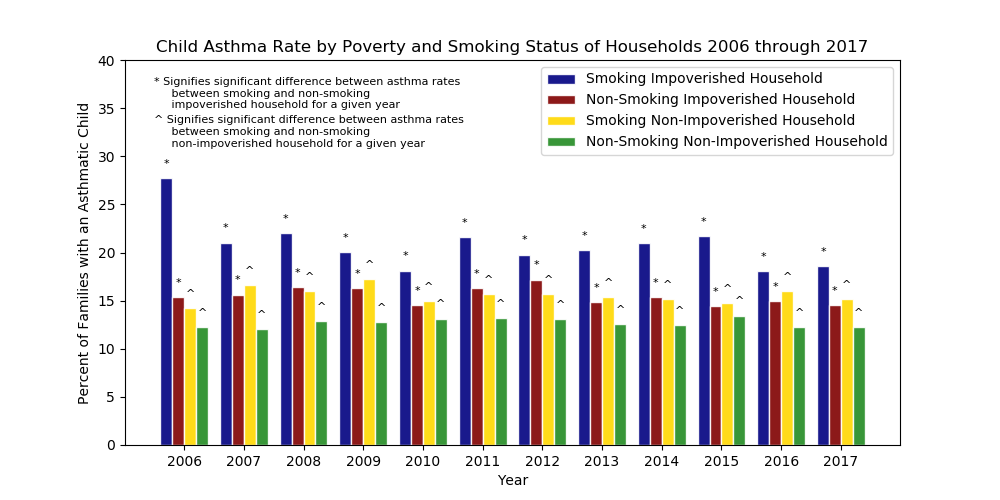 Child Asthma Rate by Poverty and Smoking Status of Households 2006 through 2017
* Signifies significant difference between asthma rates
between smoking and non-smoking
impoverished household for a given year
^ Signifies significant difference between asthma rates
between smoking and non-smoking
non-impoverished household for a given year
Smoking Impoverished Household
Non-Smoking Impoverished Household
Smoking Non-Impoverished Household
Non-Smoking Non-Impoverished Household
Percent of Families with an Asthmatic Child
40
35
30
25
20
15
10
5
0
* * ^ ^ * * ^ ^ * * ^ ^ * * ^ ^ * * ^ ^ * * ^ ^ * * ^ ^ * * ^ ^ * * ^ ^ * * ^ ^ * * ^ ^ * * ^ ^
2006 2007 2008 2009 2010 2011 2012 2013 2014 2015 2016 2017
Year